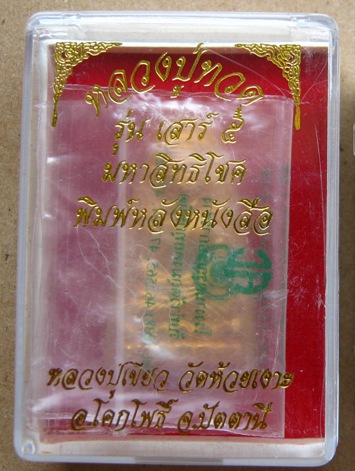 หลวงปู่ทวด
รุ่น เสาร์ ๕
มหาสิทธิโชค
พิมพ์หลังหนังสือ
หลวงปู่เขียว วัดห้วยเงาะ
อ.โคกโพธิ์ จ.ปัตตานี